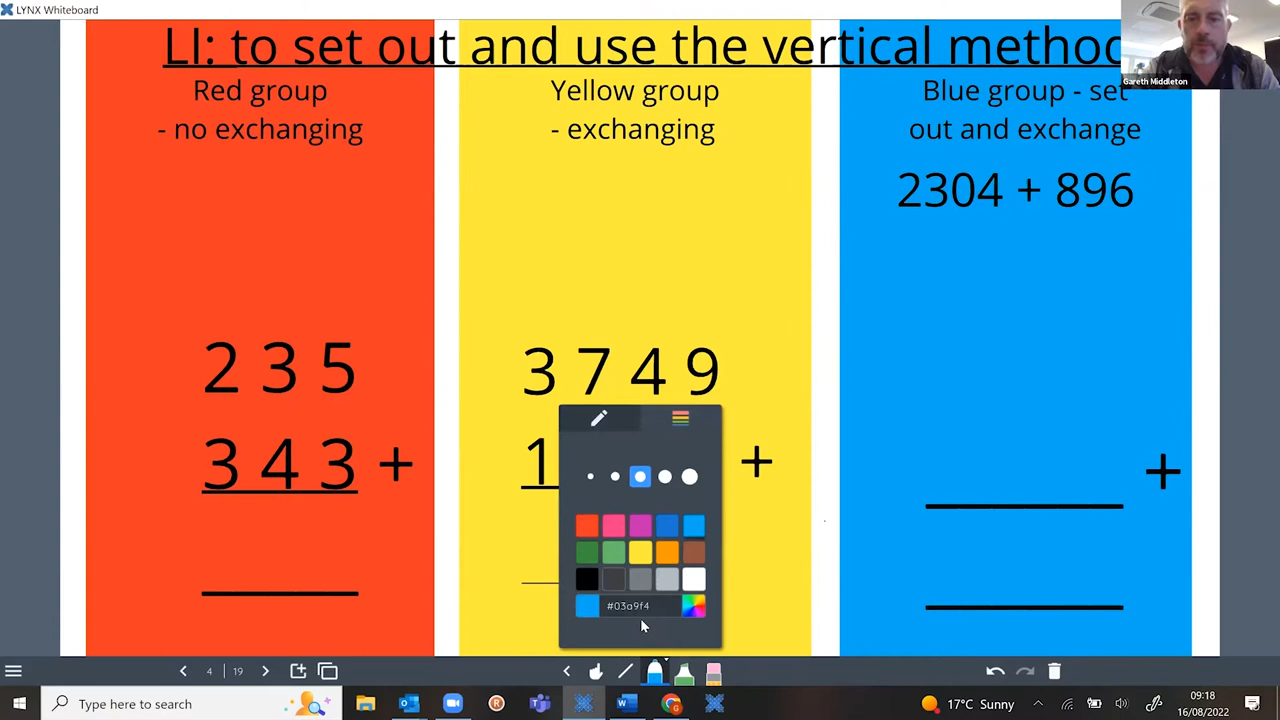 LYNX Whiteboard
LI: to set out and use the vertical method
Gareth Middleton
Red group
- no exchanging
2 3 5
3 4 3 +
Yellow group
- exchanging
3 7 4 9
1 +
Blue group - set
out and exchange
2304 + 896
+
#03a9f4
4 19
Type here to search
17°C Sunny
09:18
16/08/2022